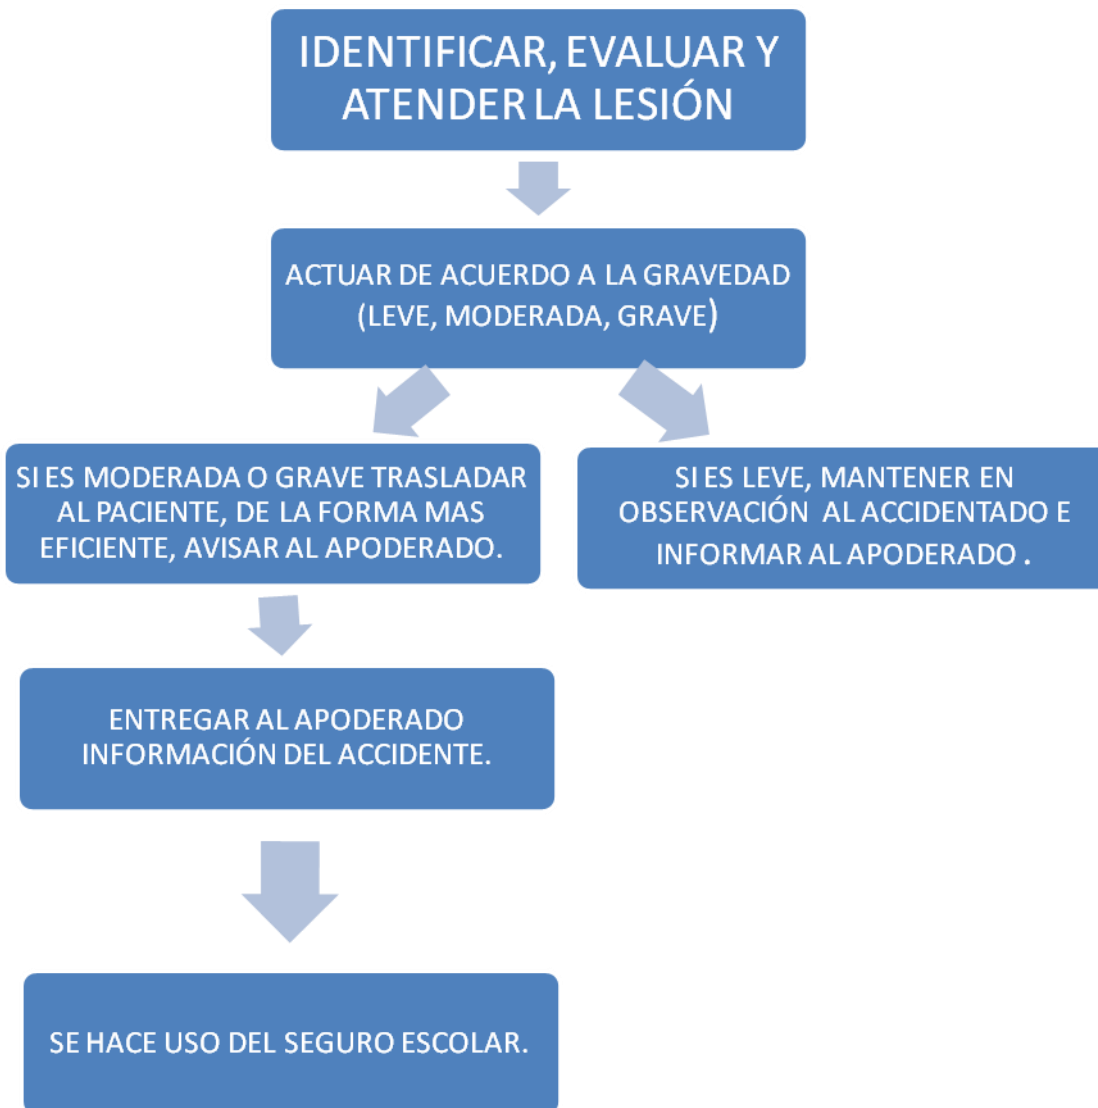 IDENTIFICAR, EVALUAR Y
ATENDER LA LESIÓN
ACTUAR DE ACUERDO A LA GRAVEDAD
(LEVE, MODERADA, GRAVE)
SI ES MODERADA O GRAVE TRASLADAR
AL PACIENTE, DE LA FORMA MAS
EFICIENTE, AVISAR AL APODERADO.
SI ES LEVE, MANTENER EN
OBSERVACIÓN AL ACCIDENTADO E
INFORMAR AL APODERADO .
ENTREGAR AL APODERADO
INFORMACIÓN DEL ACCIDENTE.
SE HACE USO DEL SEGURO ESCOLAR.